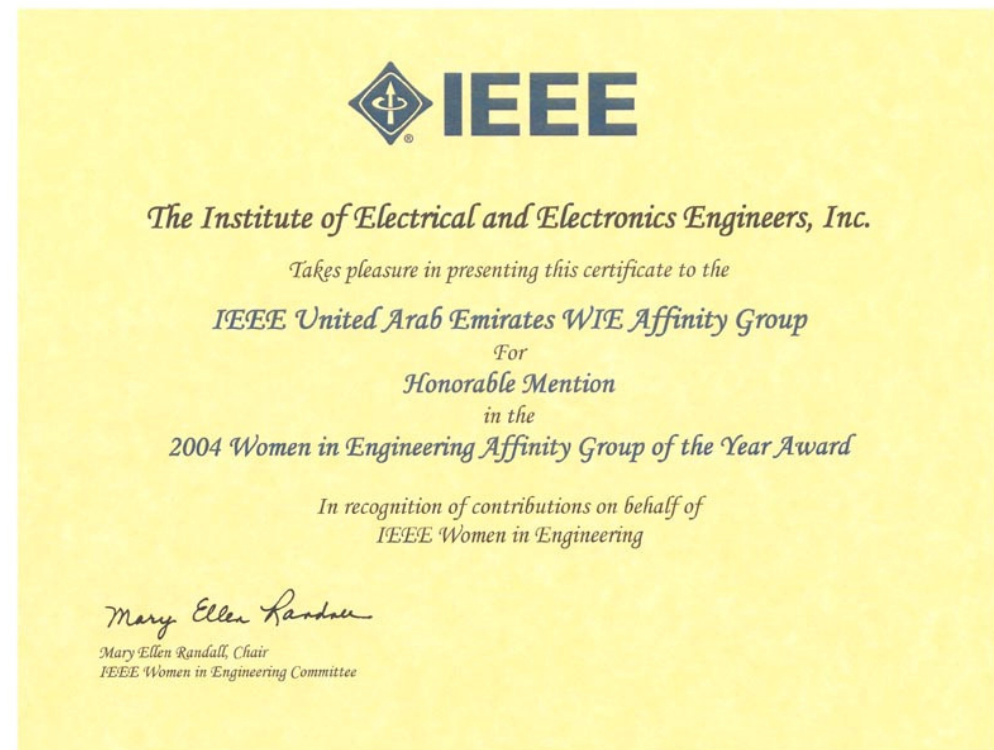 IEEE
®
The Institute of Electrical and Electronics Engineers, Inc.
Takes pleasure in presenting this certificate to the
IEEE United Arab Emirates WIE Affinity Group
For
Honorable Mention
in the
2004 Women in Engineering Affinity Group of the Year Award
In recognition of contributions on behalf of
IEEE Women in Engineering
Mary Ellen Randall
Mary Ellen Randall, Chair
IEEE Women in Engineering Committee